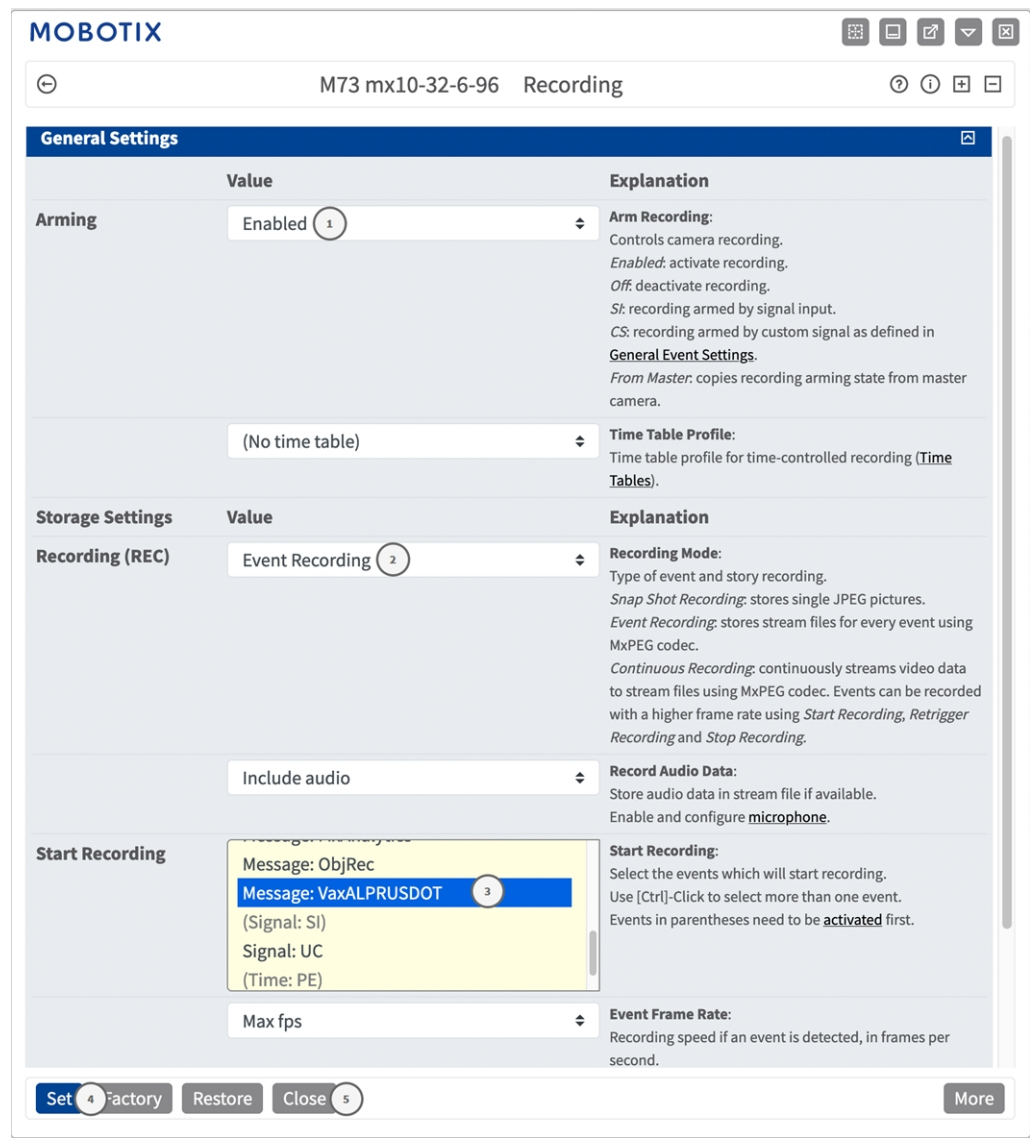 MOBOTIX
M73 mx10-32-6-96 Recording
General Settings
Value Explanation
Arming
Enabled 1
Arm Recording:
Controls camera recording.
Enabled: activate recording.
Off: deactivate recording.
SI: recording armed by signal input.
CS: recording armed by custom signal as defined in
General Event Settings.
From Master: copies recording arming state from master
camera.
(No time table)
Time Table Profile:
Time table profile for time-controlled recording (Time
Tables).
Storage Settings Value Explanation
Recording (REC)
Event Recording 2
Recording Mode:
Type of event and story recording.
Snap Shot Recording: stores single JPEG pictures.
Event Recording: stores stream files for every event using
MxPEG codec.
Continuous Recording: continuously streams video data
to stream files using MxPEG codec. Events can be recorded
with a higher frame rate using Start Recording, Retrigger
Recording and Stop Recording.
Include audio
Record Audio Data:
Store audio data in stream file if available.
Enable and configure microphone.
Start Recording
Message: ObjRec
Message: VaxALPRUSDOT 3
(Signal: SI)
Signal: UC
(Time: PE)
Start Recording:
Select the events which will start recording.
Use [Ctrl]-Click to select more than one event.
Events in parentheses need to be activated first.
Max fps
Event Frame Rate:
Recording speed if an event is detected, in frames per
second.
Set 4 Factory Restore Close 5 More